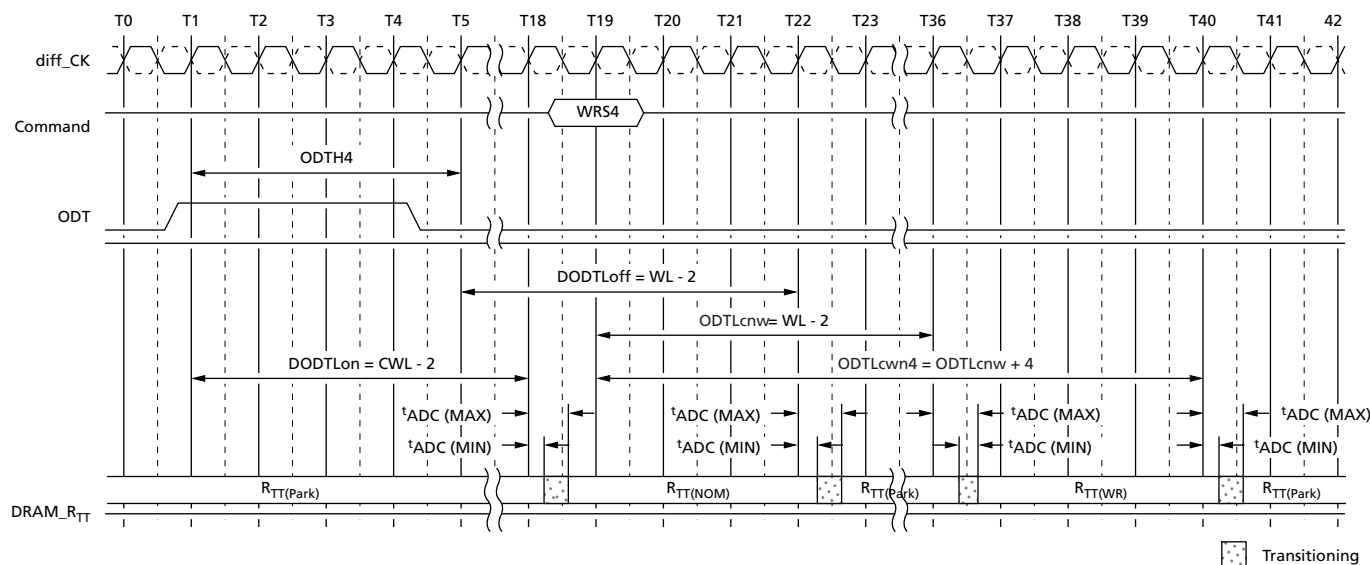 T0 T1 T2 T3 T4 T5 T18 T19 T20 T21 T22 T23 T36 T37 T38 T39 T40 T41 42
diff_CK
Command WRS4
ODTH4
ODT
DODTLoff = WL - 2
ODTLcnw= WL - 2
DODTLon = CWL - 2 ODTLcwn4 = ODTLcnw + 4
tADC (MAX) tADC (MAX) tADC (MAX) tADC (MAX)
tADC (MIN) tADC (MIN) tADC (MIN) tADC (MIN)
RTT(Park) RTT(NOM) RTT(Park) RTT(WR) RTT(Park)
DRAM_RTT
Transitioning